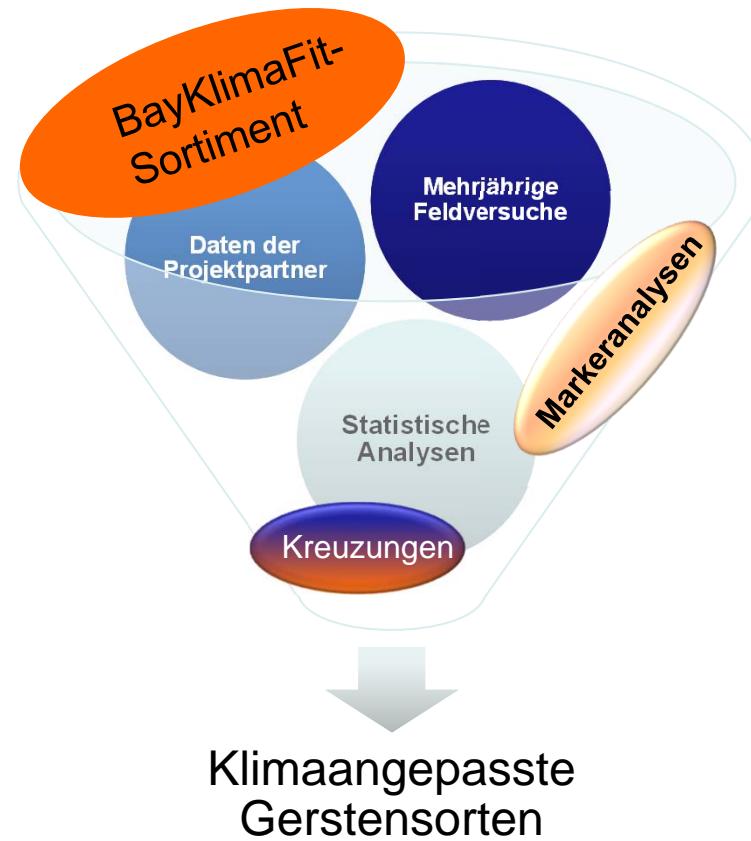 BayKlimaFit-
Sortiment
Mehrjährige
Feldversuche
Daten der
Projektpartner
Markeranalysen
Statistische
Analysen
Kreuzungen
Klimaangepasste
Gerstensorten